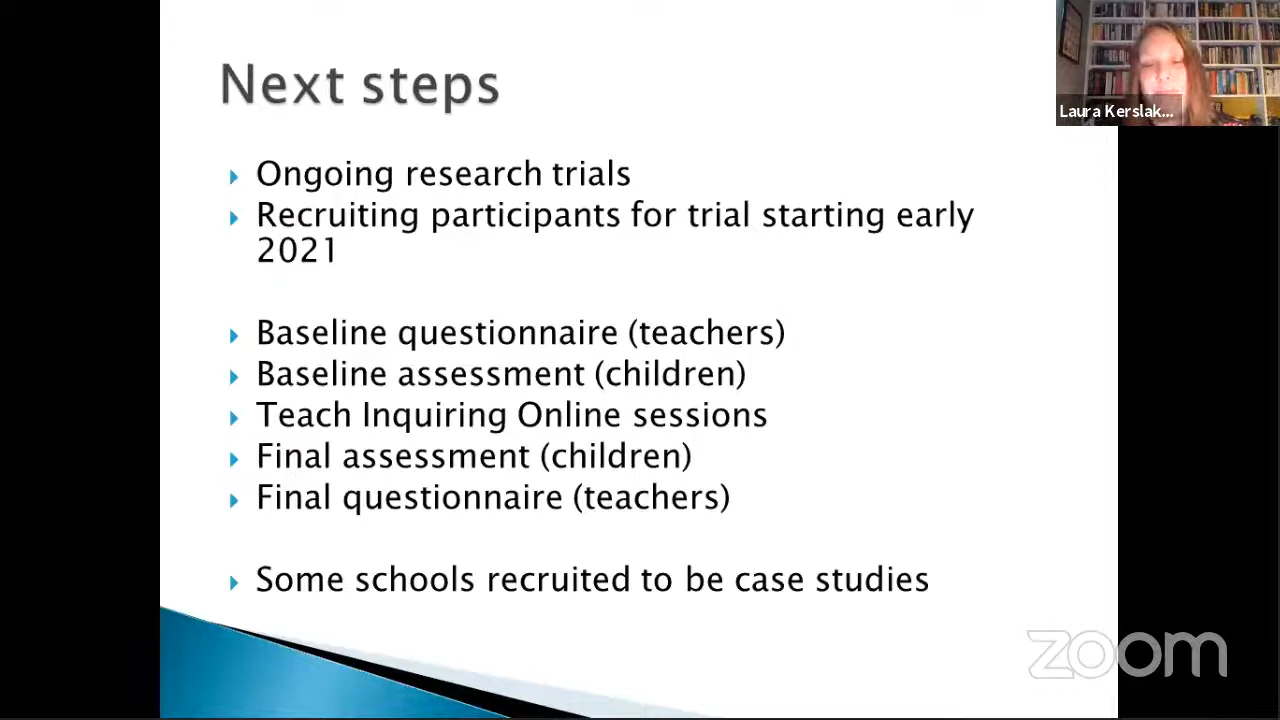 Next steps
Laura Kerslak...
Ongoing research trials
Recruiting participants for trial starting early
2021
Baseline questionnaire (teachers)
Baseline assessment (children)
Teach Inquiring Online sessions
Final assessment (children)
Final questionnaire (teachers)
Some schools recruited to be case studies
zoom